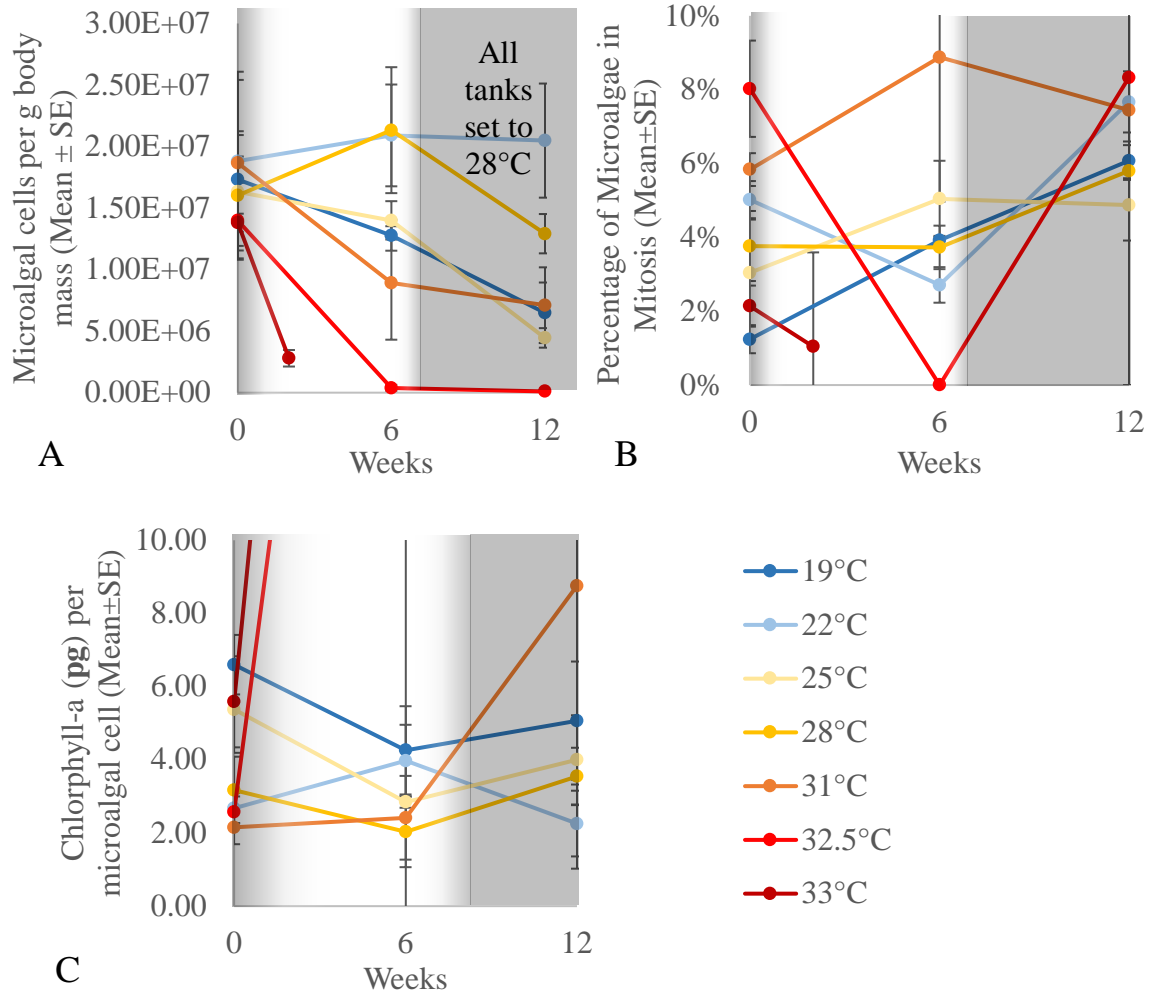 Microalgal cells per g body
mass (Mean ± SE)
3.00E+07
2.50E+07
2.00E+07
1.50E+07
1.00E+07
5.00E+06
0.00E+00
All
tanks
set to
28°C
0
6
12
Weeks
A
Percentage of Microalgae in
Mitosis (Mean±SE)
10%
8%
6%
4%
2%
0%
0
6
12
Weeks
B
Chlorphyll-a (pg) per
microalgal cell (Mean±SE)
10.00
8.00
6.00
4.00
2.00
0.00
0
6
12
Weeks
C
19°C
22°C
25°C
28°C
31°C
32.5°C
33°C